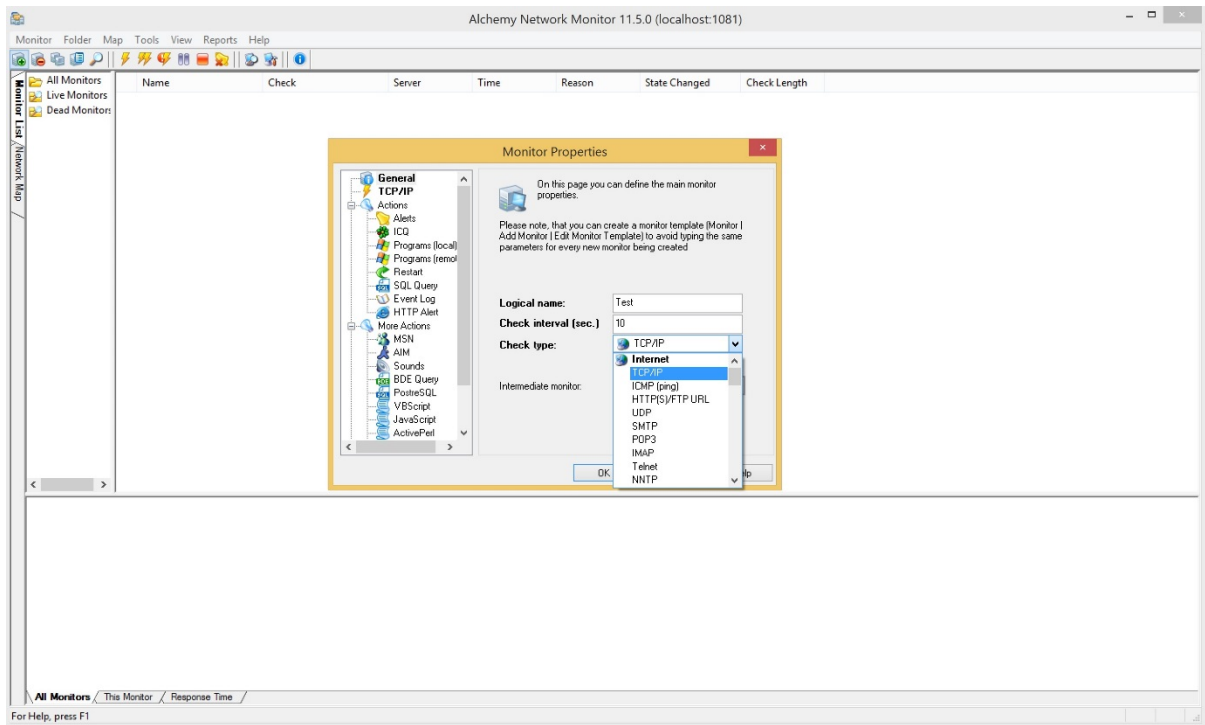 Alchemy Network Monitor 11.5.0 (localhost:1081)
Monitor Folder Map Tools View Reports Help
Monitor List
Network Map
All Monitors
Live Monitors
Dead Monitors
Name Check Server Time Reason State Changed Check Length
Monitor Properties
General
TCP/IP
Actions
Alerts
ICQ
Programs (local)
Programs (remot
Restart
SQL Query
Event Log
HTTP Alert
More Actions
MSN
AIM
Sounds
BDE Query
PostreSQL
VBScript
JavaScript
ActivePerl
On this page you can define the main monitor
properties.
Please note, that you can create a monitor template (Monitor |
Add Monitor | Edit Monitor Template) to avoid typing the same
parameters for every new monitor being created
Logical name: Test
Check interval (sec.) 10
Check type: TCP/IP
Internet
TCP/IP
ICMP (ping)
HTTP(S)/FTP URL
UDP
SMTP
POP3
IMAP
Telnet
NNTP
Intermediate monitor:
OK
lp
All Monitors This Monitor Response Time
For Help, press F1